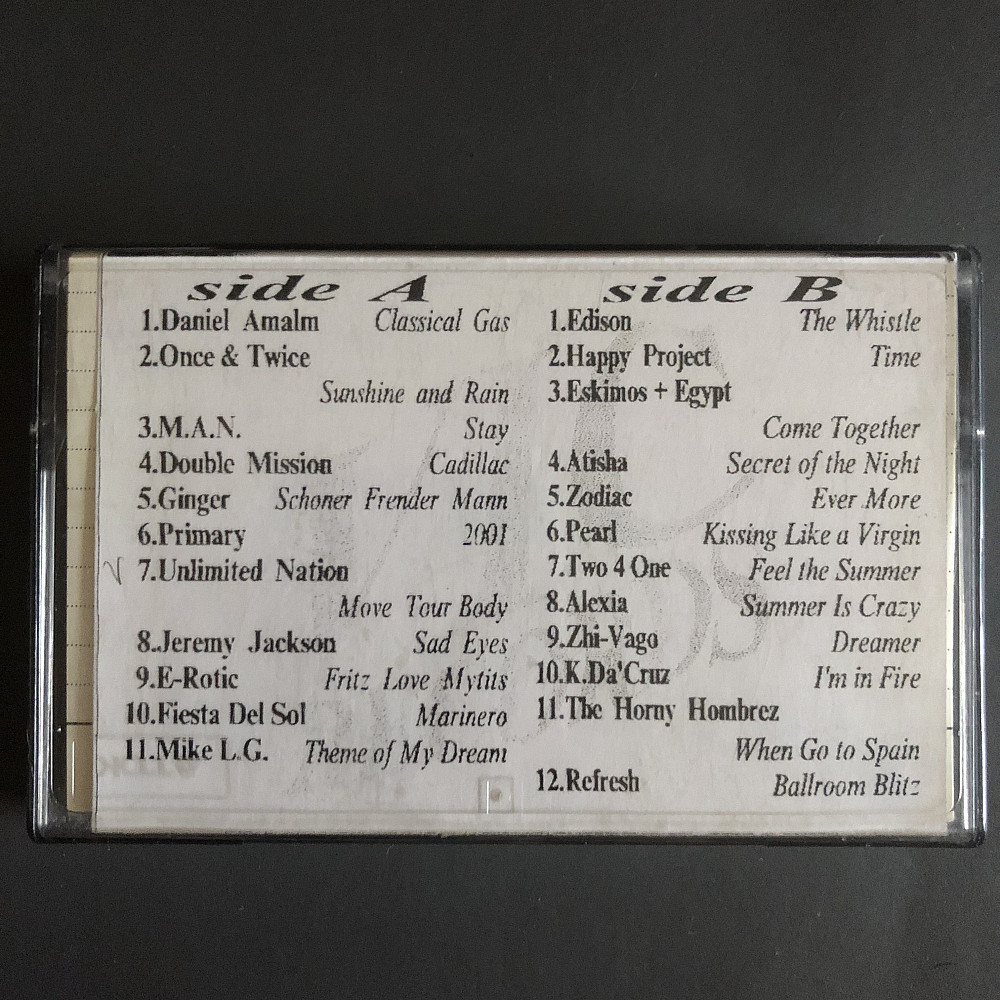 side A
1.Daniel Amalm Classical Gas
2.Once & Twice
Sunshine and Rain
3.M.A.N. Stay
4.Double Mission Cadillac
5.Ginger Schoner Frender Mann
6.Primary 2001
7.Unlimited Nation
Move Your Body
8.Jeremy Jackson Sad Eyes
9.E-Rotic Fritz Love Mytits
10.Fiesta Del Sol Marinero
11.Mike L.G. Theme of My Dream
side B
1.Edison The Whistle
2.Happy Project Time
3.Eskimos + Egypt
Come Together
4.Atisha Secret of the Night
5.Zodiac Ever More
6.Pearl Kissing Like a Virgin
7.Two 4 One Feel the Summer
8.Alexia Summer Is Crazy
9.Zhi-Vago Dreamer
10.K.Da'Cruz I'm in Fire
11.The Horny Hombrez
When Go to Spain
12.Refresh Ballroom Blitz